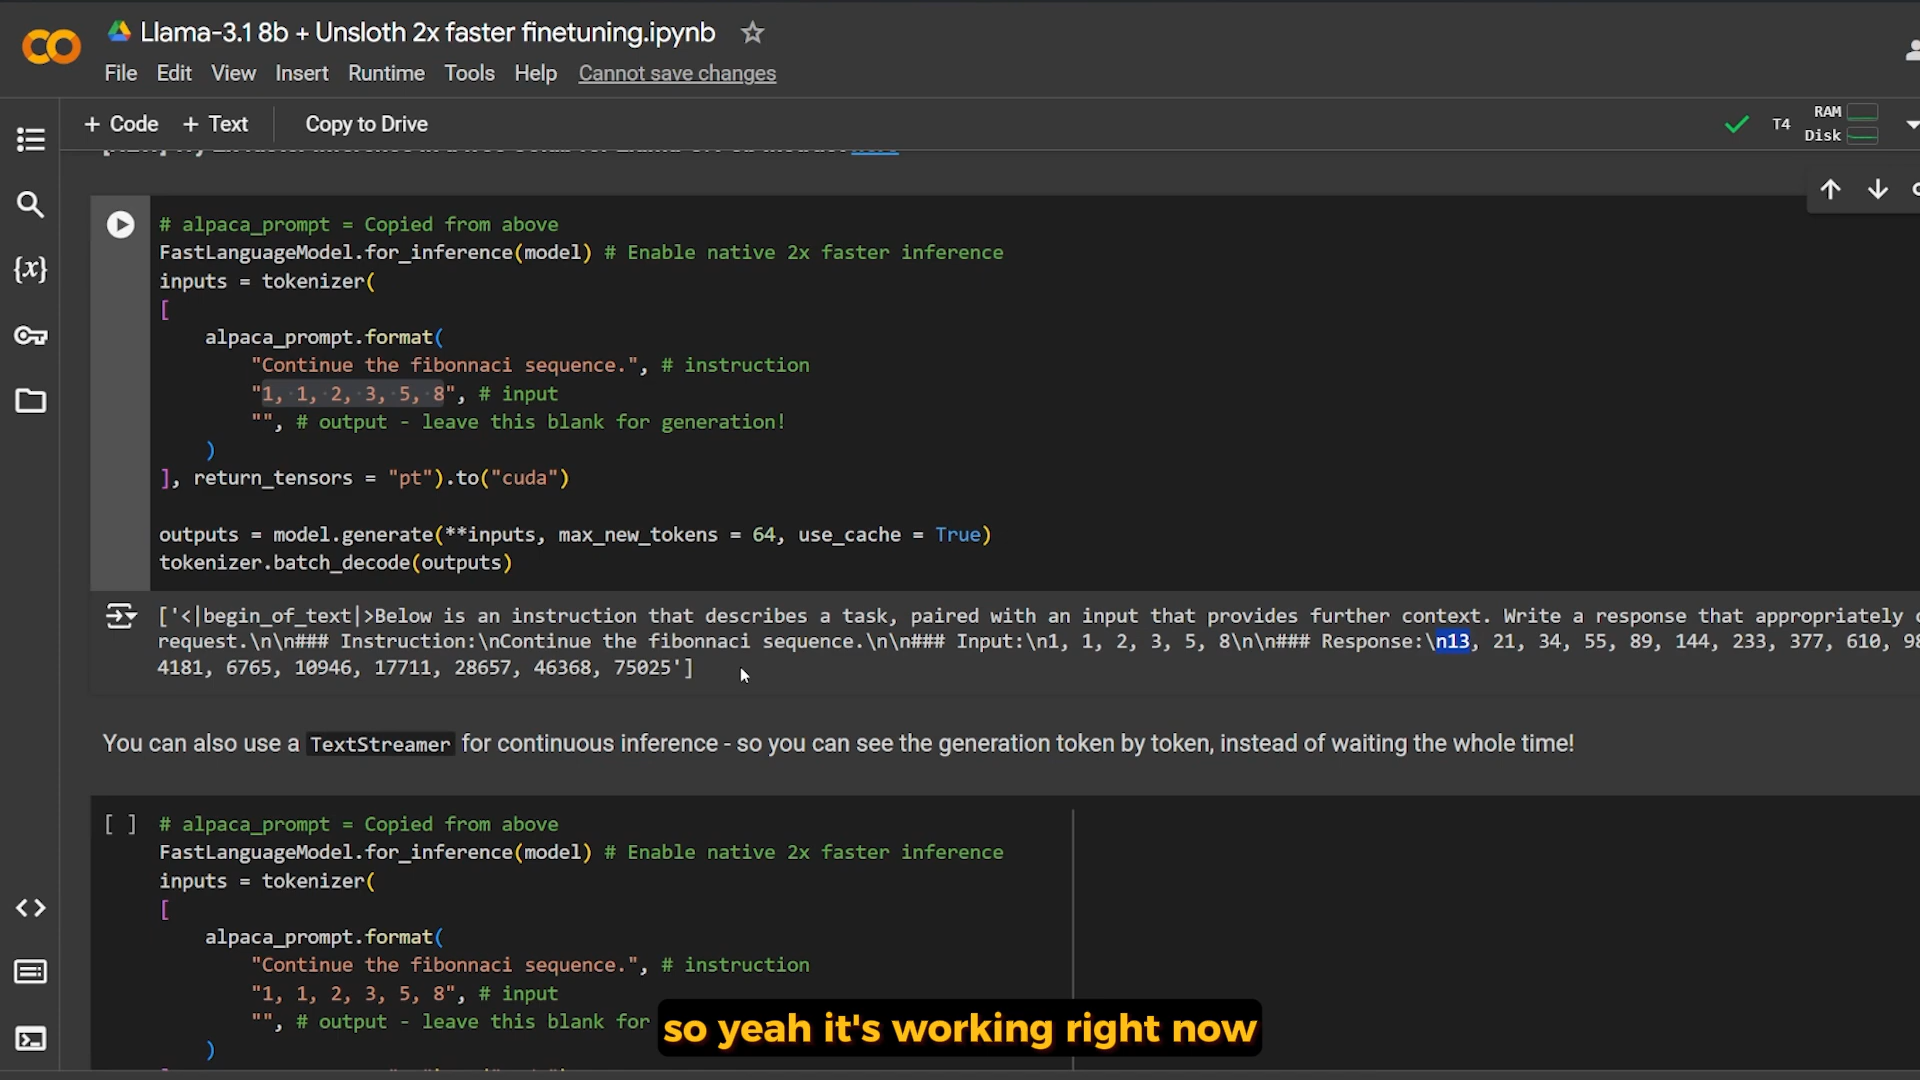 Llama-3.1 8b + Unsloth 2x faster finetuning.ipynb
File Edit View Insert Runtime Tools Help Cannot save changes
+ Code + Text Copy to Drive
T4 RAM
Disk
# alpaca_prompt = Copied from above
FastLanguageModel.for_inference(model) # Enable native 2x faster inference
inputs = tokenizer(
[
alpaca_prompt.format(
"Continue the fibonnaci sequence.", # instruction
"1, 1, 2, 3, 5, 8", # input
"", # output - leave this blank for generation!
)
], return_tensors = "pt").to("cuda")
outputs = model.generate(**inputs, max_new_tokens = 64, use_cache = True)
tokenizer.batch_decode(outputs)
['<|begin_of_text|>Below is an instruction that describes a task, paired with an input that provides further context. Write a response that appropriately
request.\n\n### Instruction:\nContinue the fibonnaci sequence.\n\n### Input:\n1, 1, 2, 3, 5, 8\n\n### Response:\n13, 21, 34, 55, 89, 144, 233, 377, 610,
4181, 6765, 10946, 17711, 28657, 46368, 75025']
You can also use a TextStreamer for continuous inference - so you can see the generation token by token, instead of waiting the whole time!
[ ] # alpaca_prompt = Copied from above
FastLanguageModel.for_inference(model) # Enable native 2x faster inference
inputs = tokenizer(
[
alpaca_prompt.format(
"Continue the fibonnaci sequence.", # instruction
"1, 1, 2, 3, 5, 8", # input
"", # output - leave this blank for
)
so yeah it's working right now